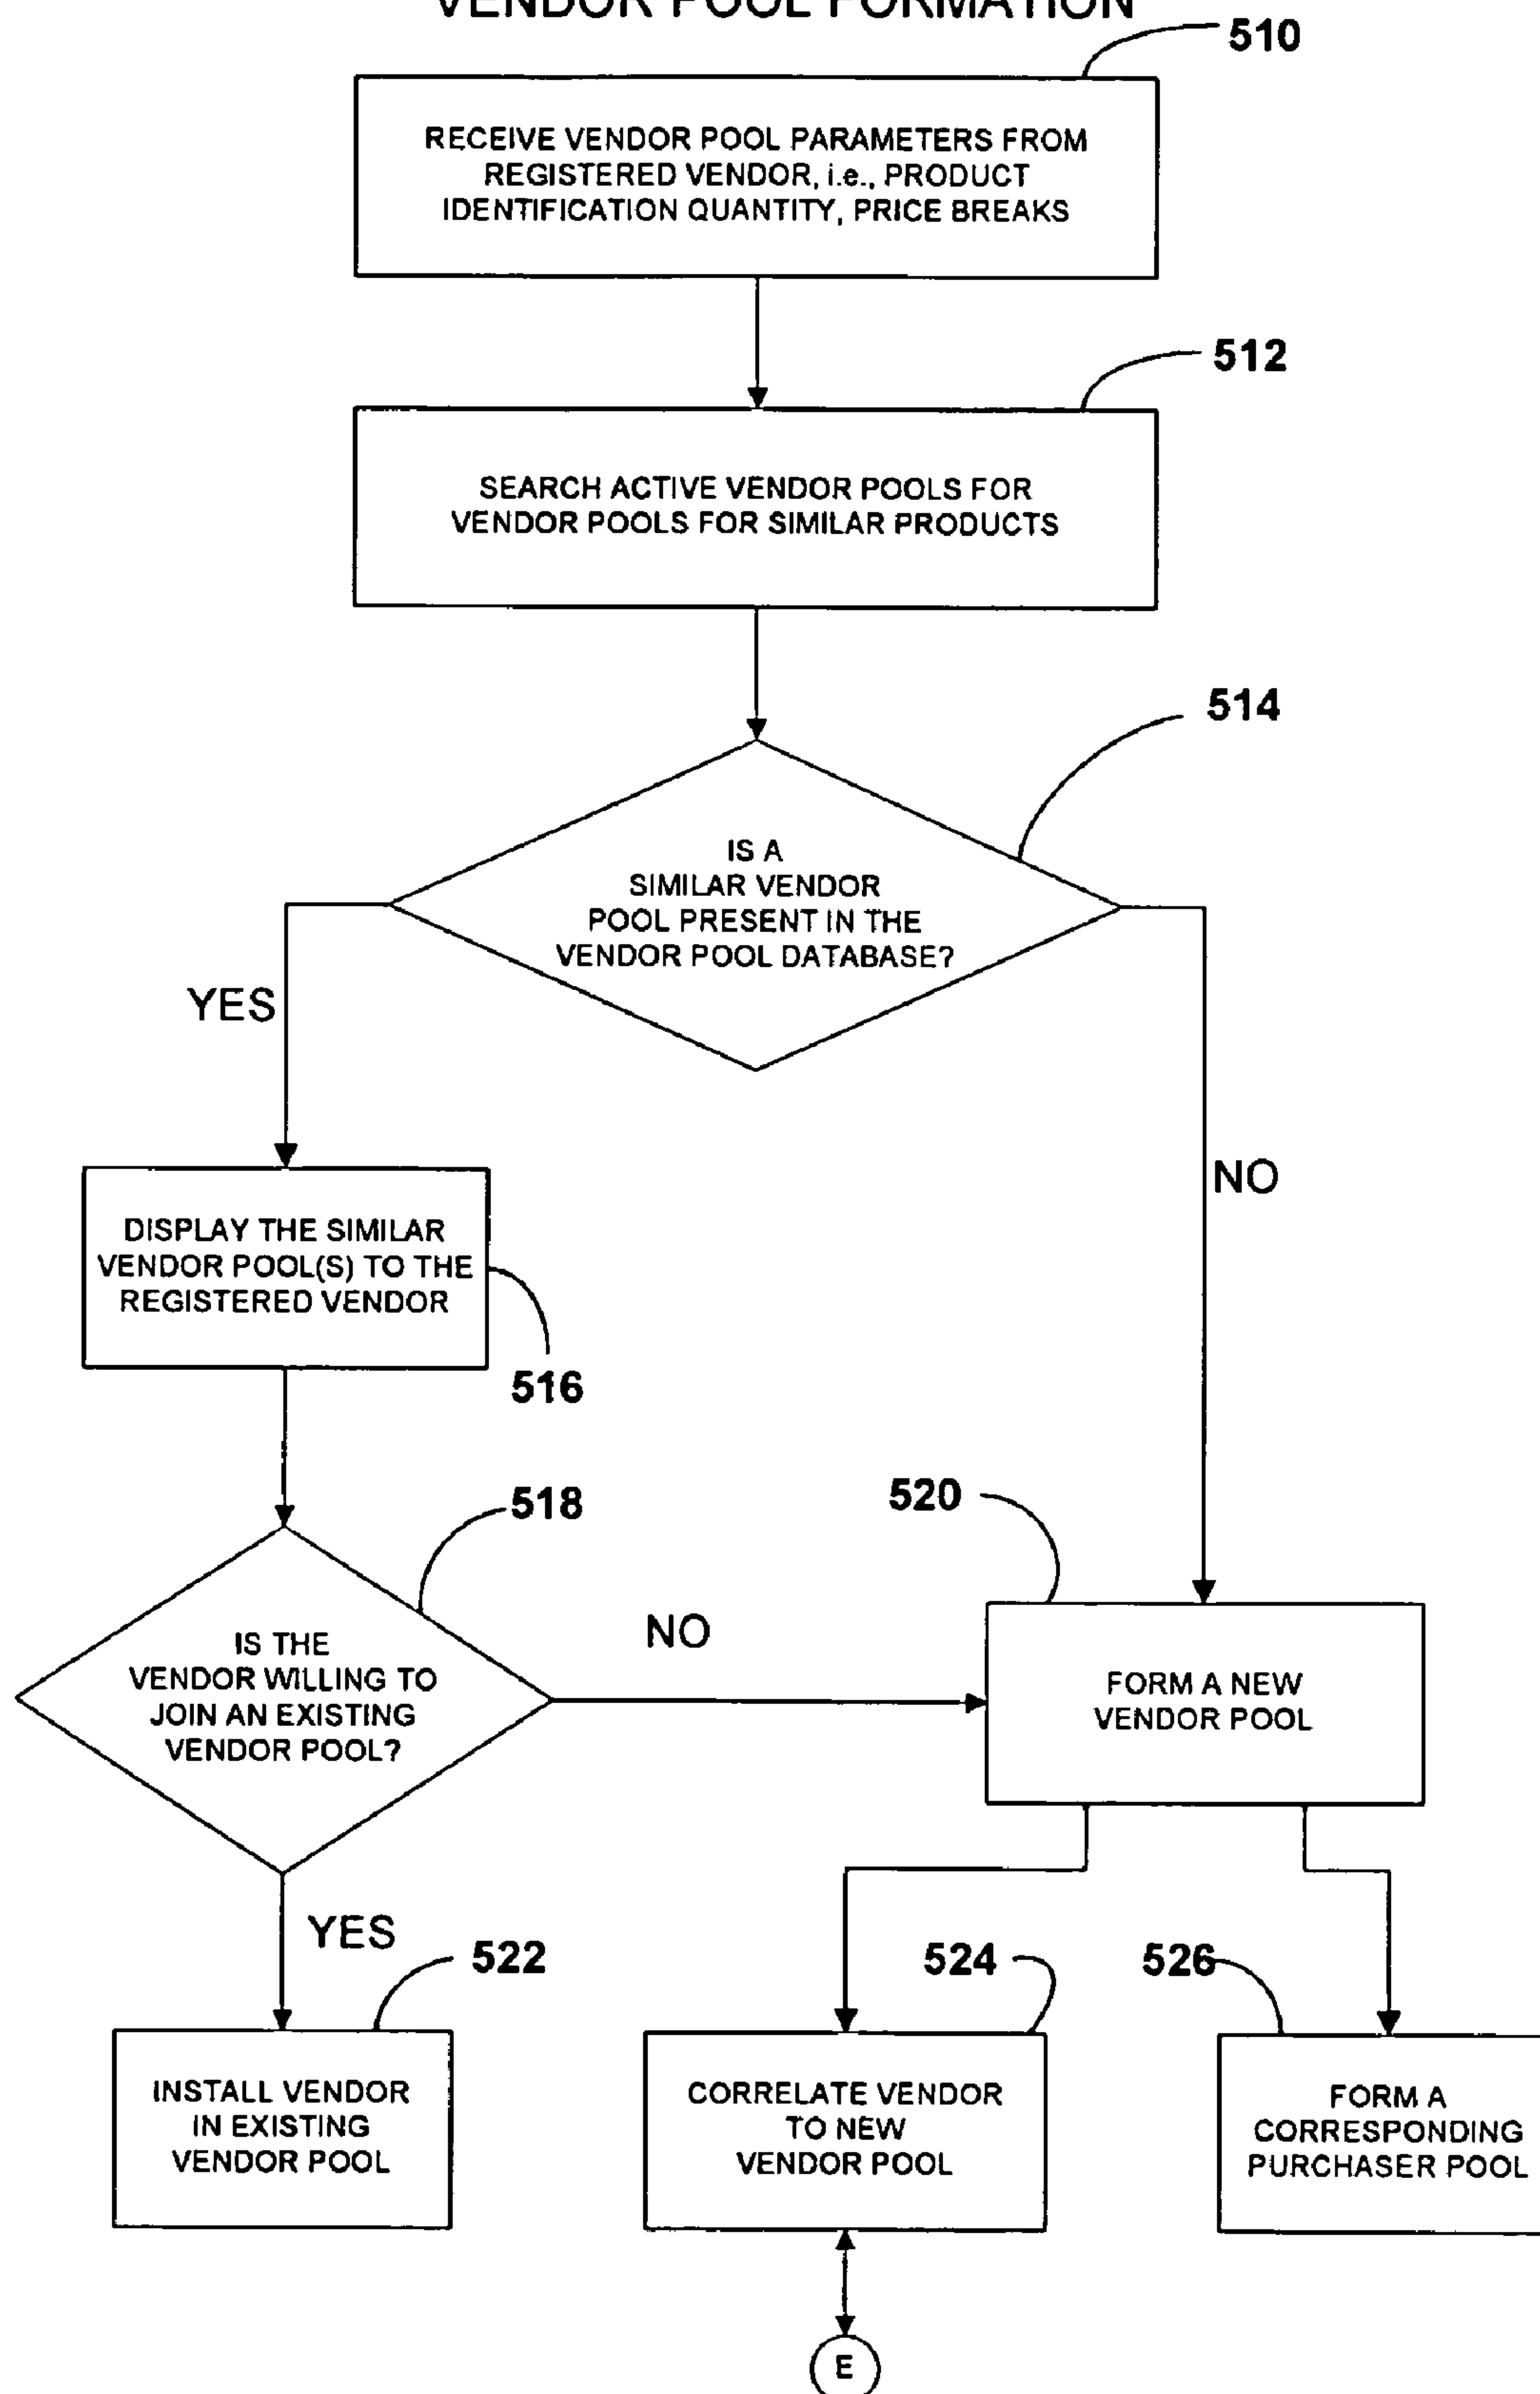 VENDOR POOL FORMATION
510
RECEIVE VENDOR POOL PARAMETERS FROM
REGISTERED VENDOR, i.e., PRODUCT
IDENTIFICATION QUANTITY, PRICE BREAKS
512
SEARCH ACTIVE VENDOR POOLS FOR
VENDOR POOLS FOR SIMILAR PRODUCTS
514
IS A
SIMILAR VENDOR
POOL PRESENT IN THE
VENDOR POOL DATABASE?
YES
NO
DISPLAY THE SIMILAR
VENDOR POOL(S) TO THE
REGISTERED VENDOR
516
518
520
IS THE
VENDOR WILLING TO
JOIN AN EXISTING
VENDOR POOL?
NO
FORM A NEW
VENDOR POOL
YES
522
524
526
INSTALL VENDOR
IN EXISTING
VENDOR POOL
CORRELATE VENDOR
TO NEW
VENDOR POOL
FORM A
CORRESPONDING
PURCHASER POOL
E